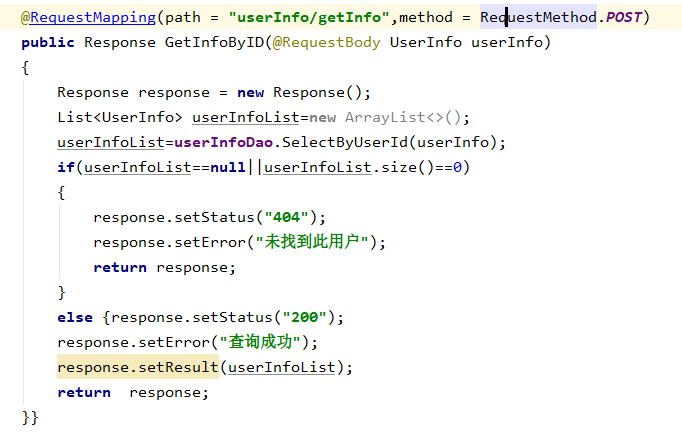 @RequestMapping(path = "userInfo/getInfo",method = RequestMethod.POST)
public Response GetInfoByID(@RequestBody UserInfo userInfo)
{
    Response response = new Response();
    List<UserInfo> userInfoList=new ArrayList<>();
    userInfoList=userInfoDao.SelectByUserId(userInfo);
    if(userInfoList==null||userInfoList.size()==0)
    {
        response.setStatus("404");
        response.setError("未找到此用户");
        return response;
    }
    else {response.setStatus("200");
    response.setError("查询成功");
    response.setResult(userInfoList);
    return  response;
}}